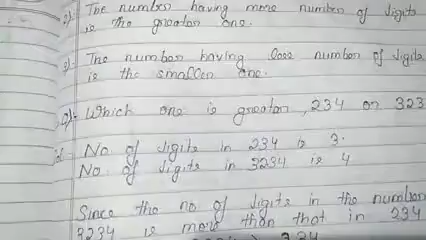 2) The number having more number of digits
is the greater one.
3) The number having less number of digits
is the smaller one.
Q) Which one is greater, 234 or 323
No. of digits in 234 is 3.
No. of digits in 3234 is 4
Since the no of digits in the number
3234 is more than that in 234
> 234